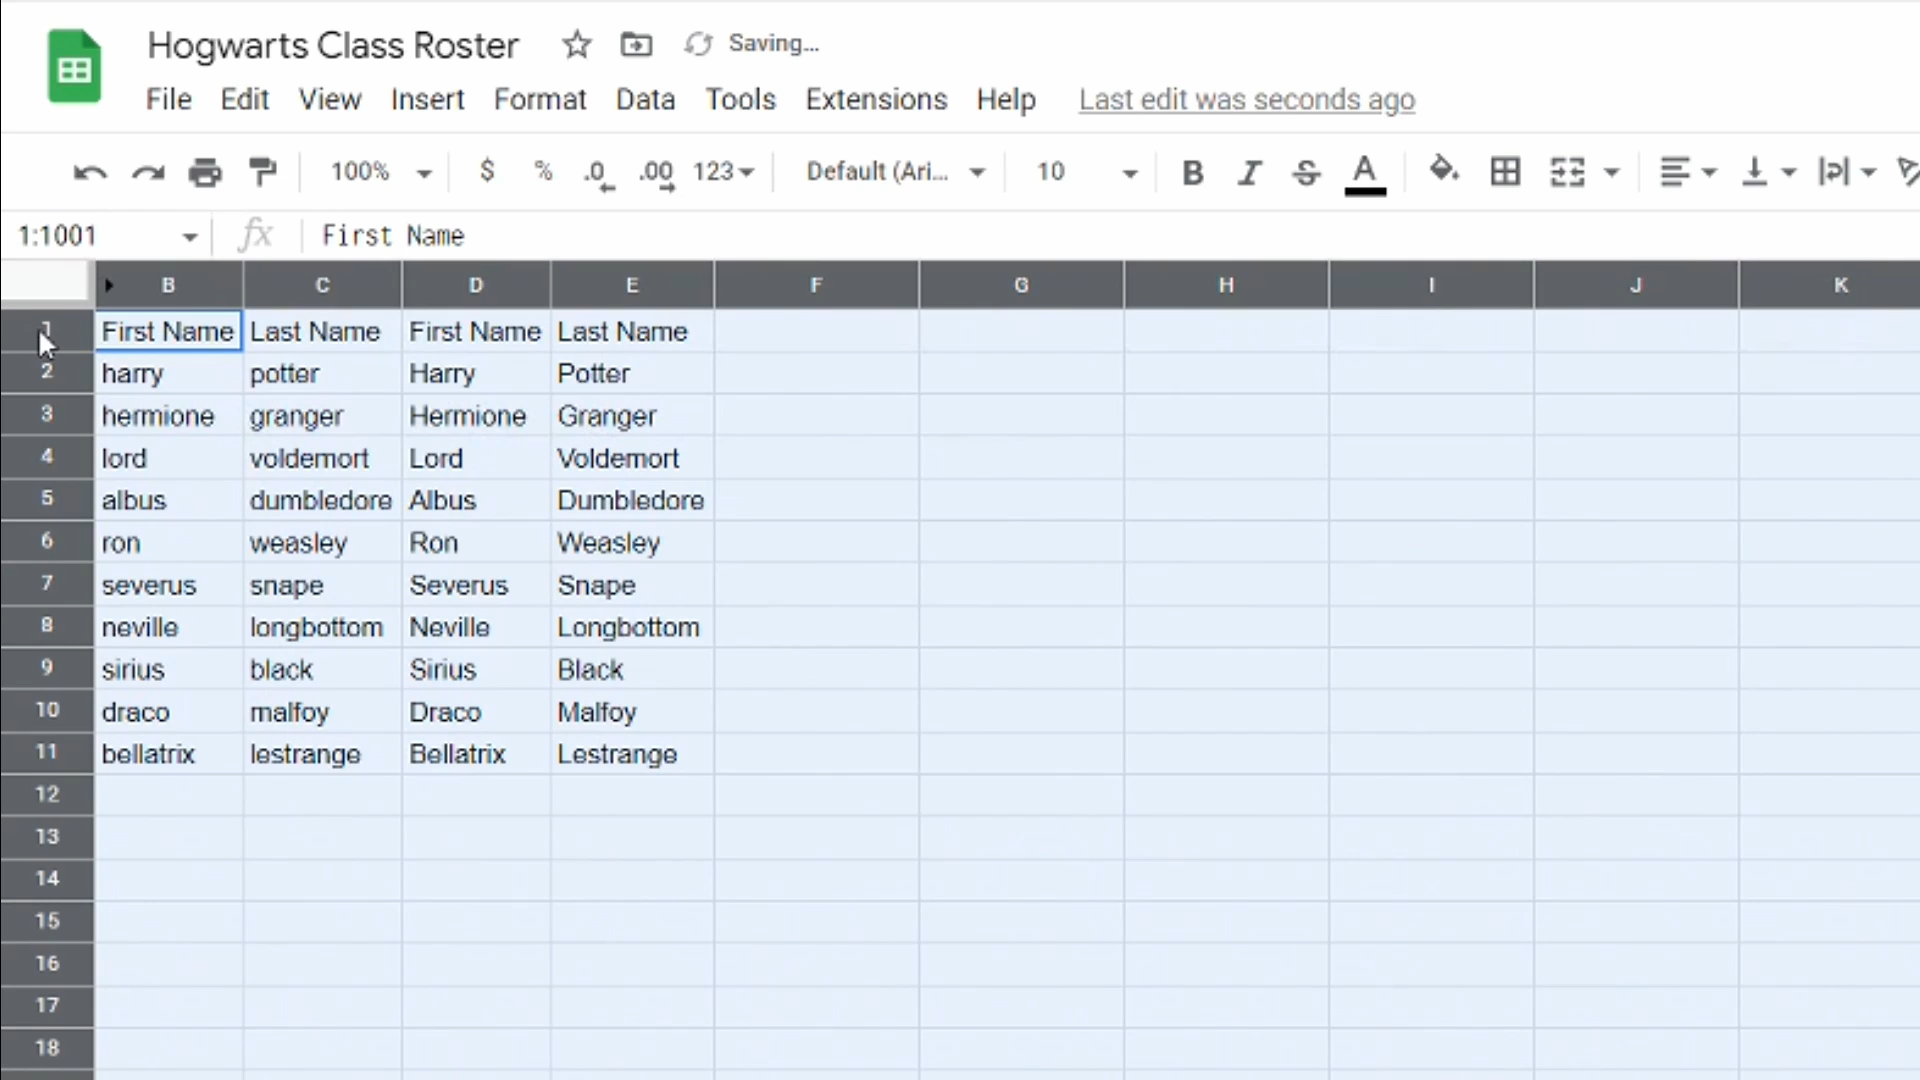 Hogwarts Class Roster Saving...
File Edit View Insert Format Data Tools Extensions Help Last edit was seconds ago
100% $ % .0 .00 123 Default (Ari... 10 B I S A
1:1001 fx First Name
B C D E F G H I J K
1 First Name Last Name First Name Last Name
2 harry potter Harry Potter
3 hermione granger Hermione Granger
4 lord voldemort Lord Voldemort
5 albus dumbledore Albus Dumbledore
6 ron weasley Ron Weasley
7 severus snape Severus Snape
8 neville longbottom Neville Longbottom
9 sirius black Sirius Black
10 draco malfoy Draco Malfoy
11 bellatrix lestrange Bellatrix Lestrange
12
13
14
15
16
17
18